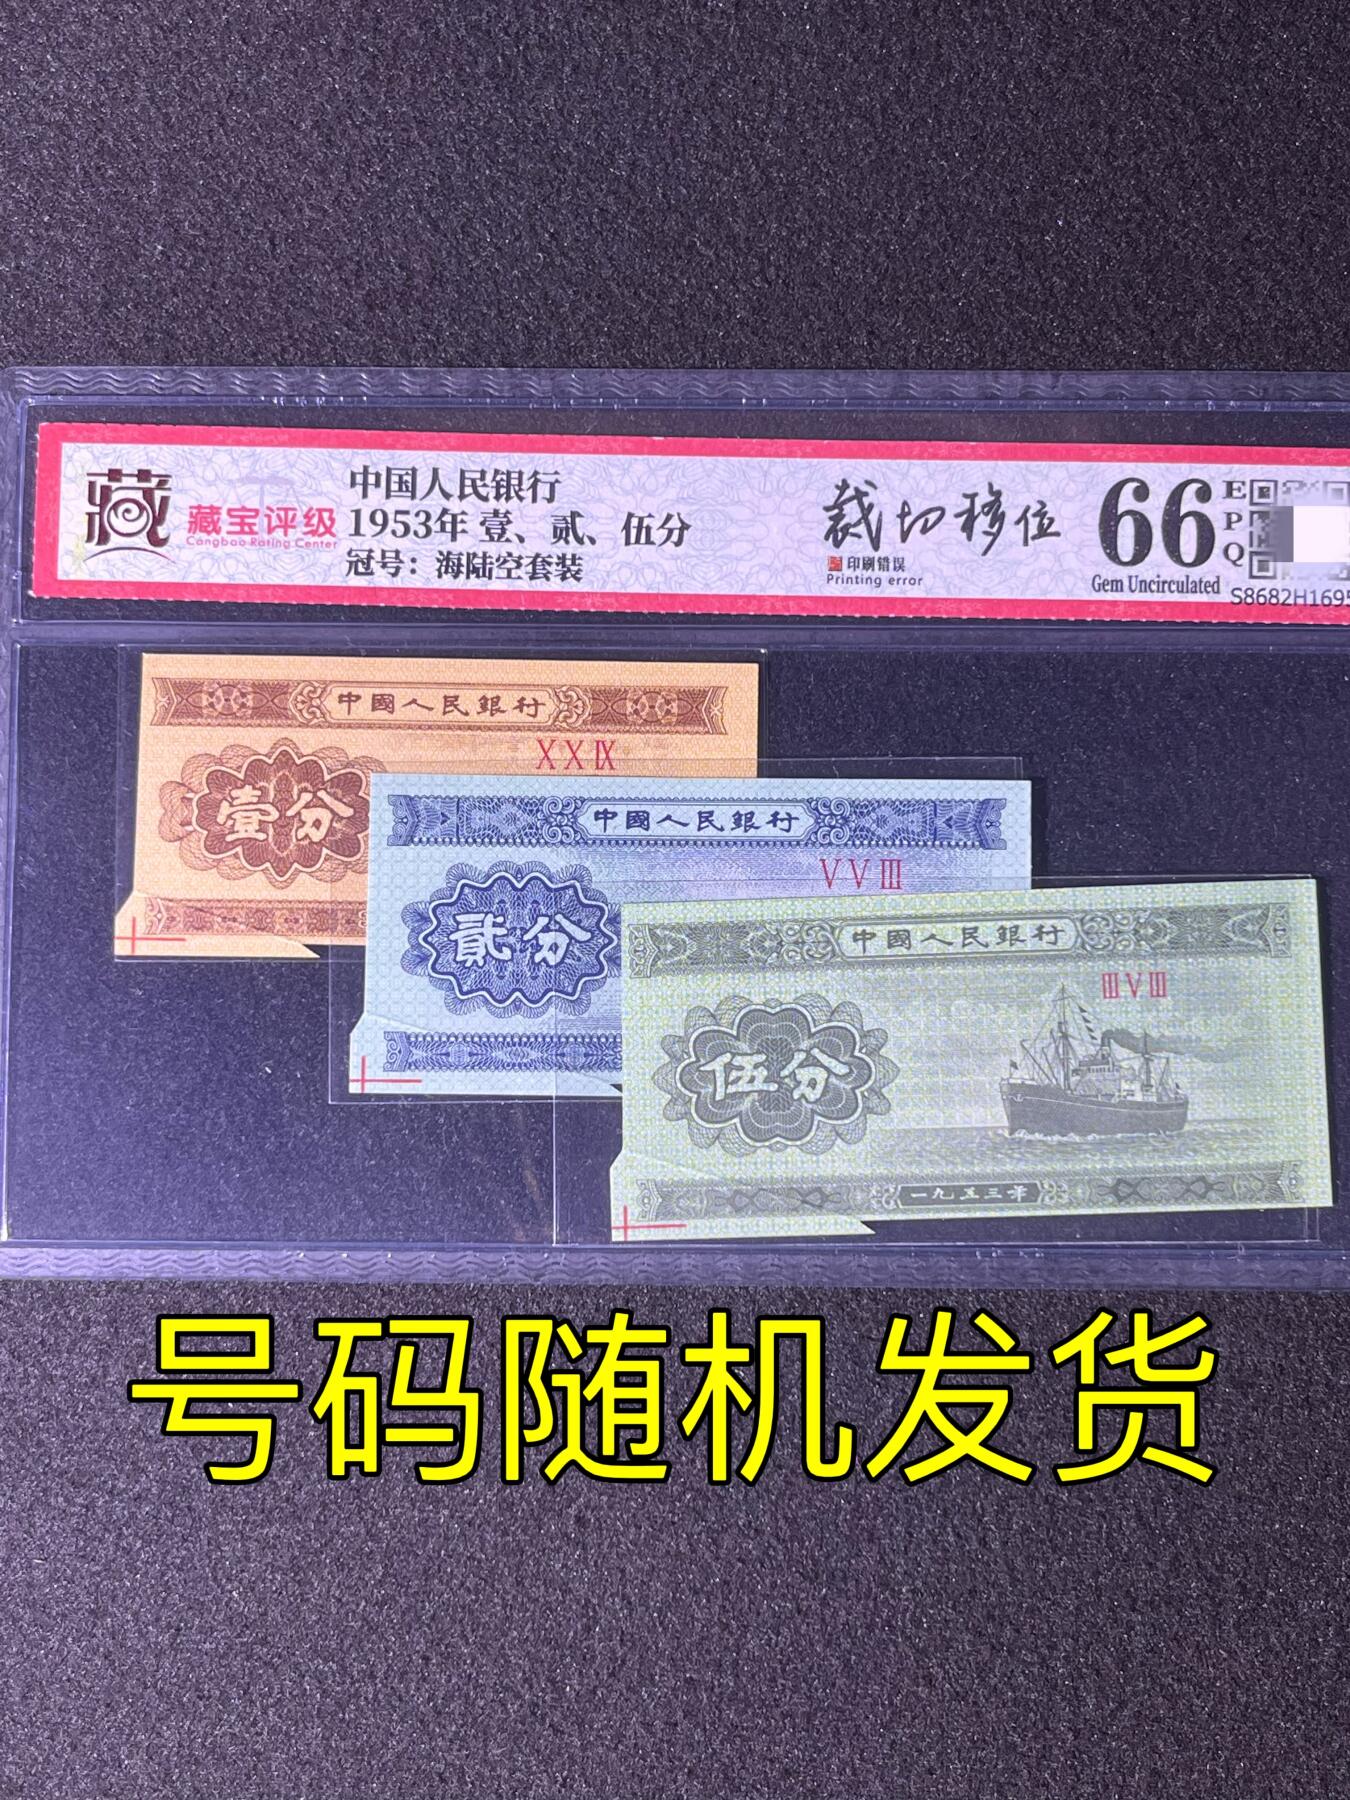 藏
藏宝评级
Cangbao Rating Center
中国人民银行
1953年 壹、贰、伍分
冠号：海陆空套装
裁切移位
印刷错误
Printing error
66
EPQ
Gem Uncirculated
S8682H1695
中國人民銀行
XXIX
壹分
中國人民銀行
VVIII
貳分
中國人民銀行
IIIVIII
伍分
一九五三年
号码随机发货